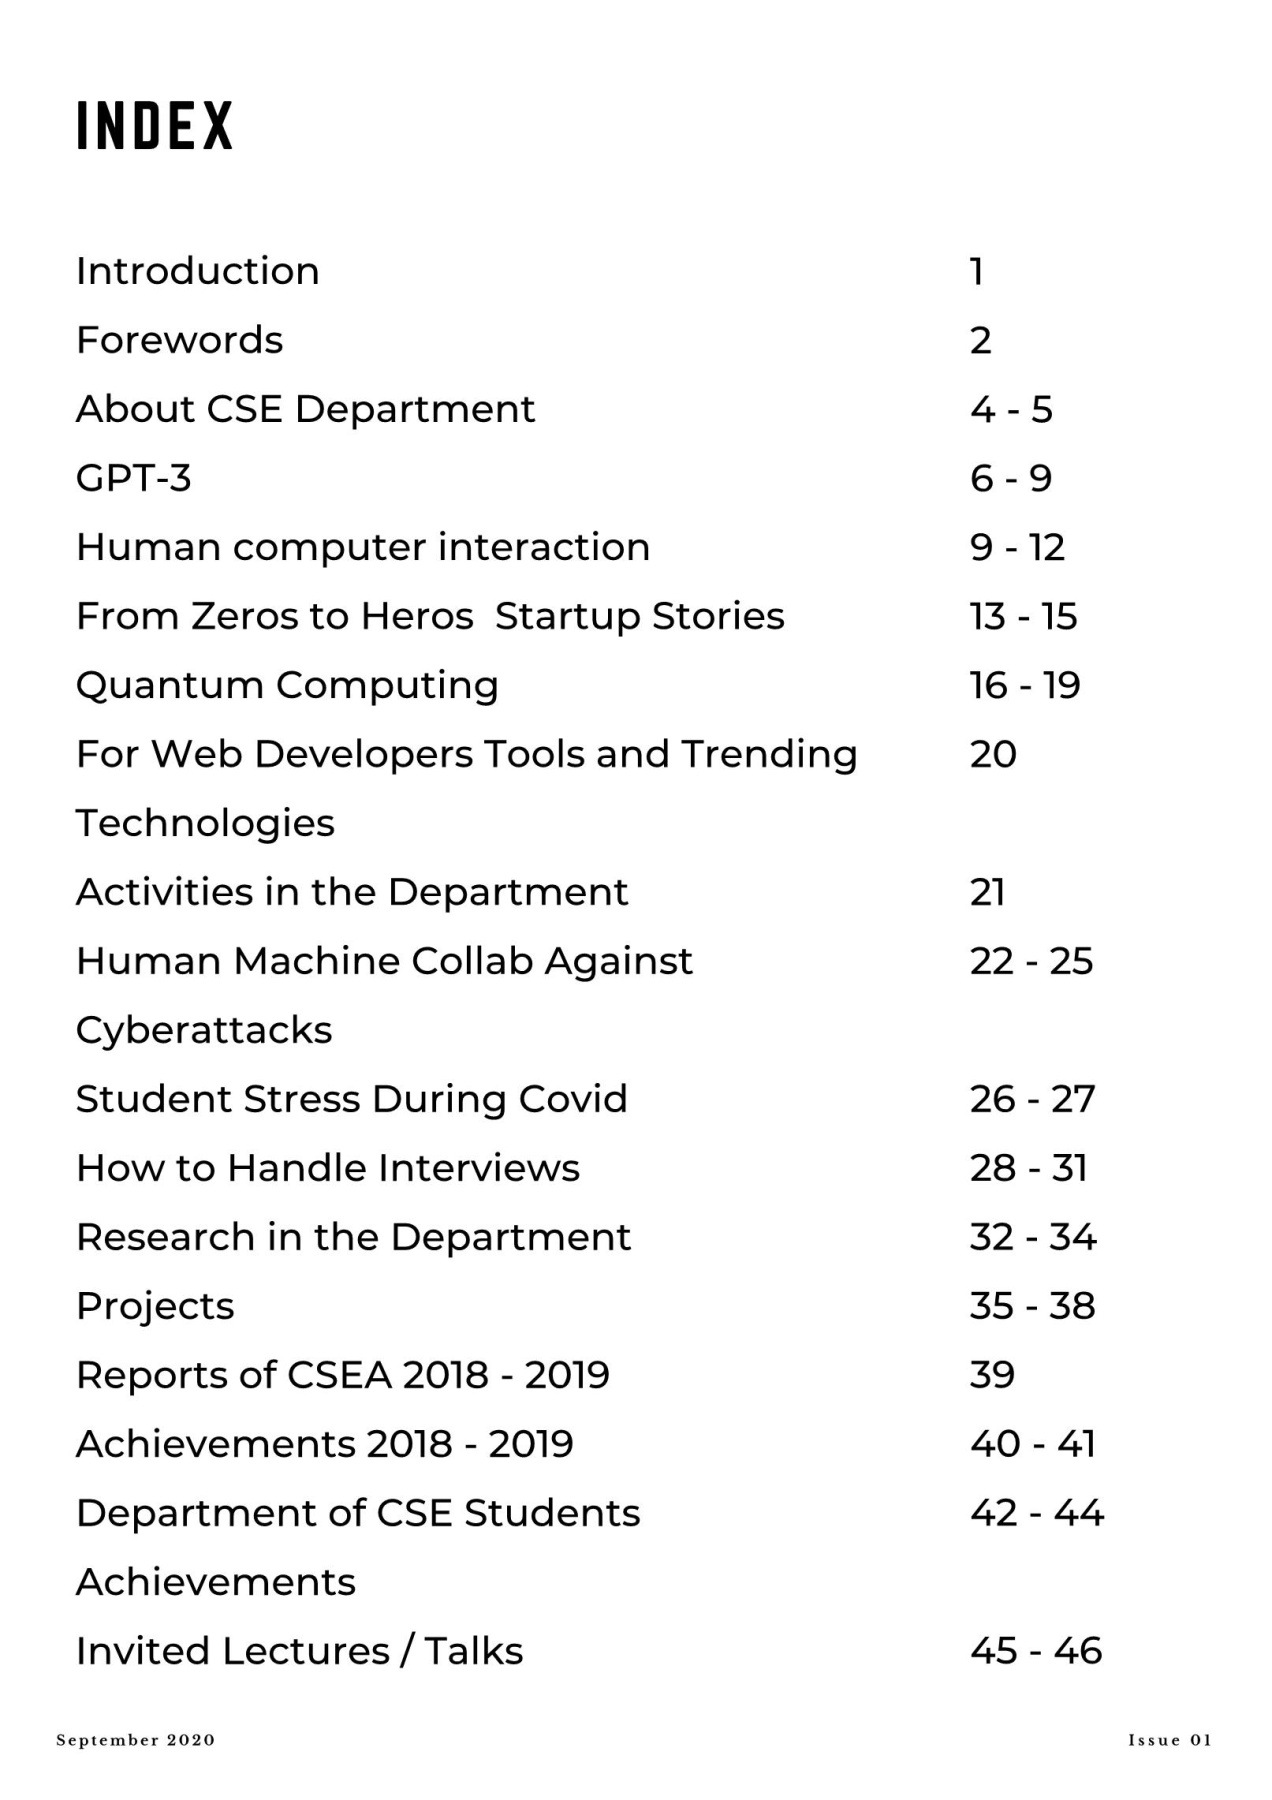 INDEX
Introduction 1
Forewords 2
About CSE Department 4 - 5
GPT-3 6 - 9
Human computer interaction 9 - 12
From Zeros to Heros  Startup Stories 13 - 15
Quantum Computing 16 - 19
For Web Developers Tools and Trending 20
Technologies
Activities in the Department 21
Human Machine Collab Against 22 - 25
Cyberattacks
Student Stress During Covid 26 - 27
How to Handle Interviews 28 - 31
Research in the Department 32 - 34
Projects 35 - 38
Reports of CSEA 2018 - 2019 39
Achievements 2018 - 2019 40 - 41
Department of CSE Students 42 - 44
Achievements
Invited Lectures / Talks 45 - 46
September 2020 Issue 01